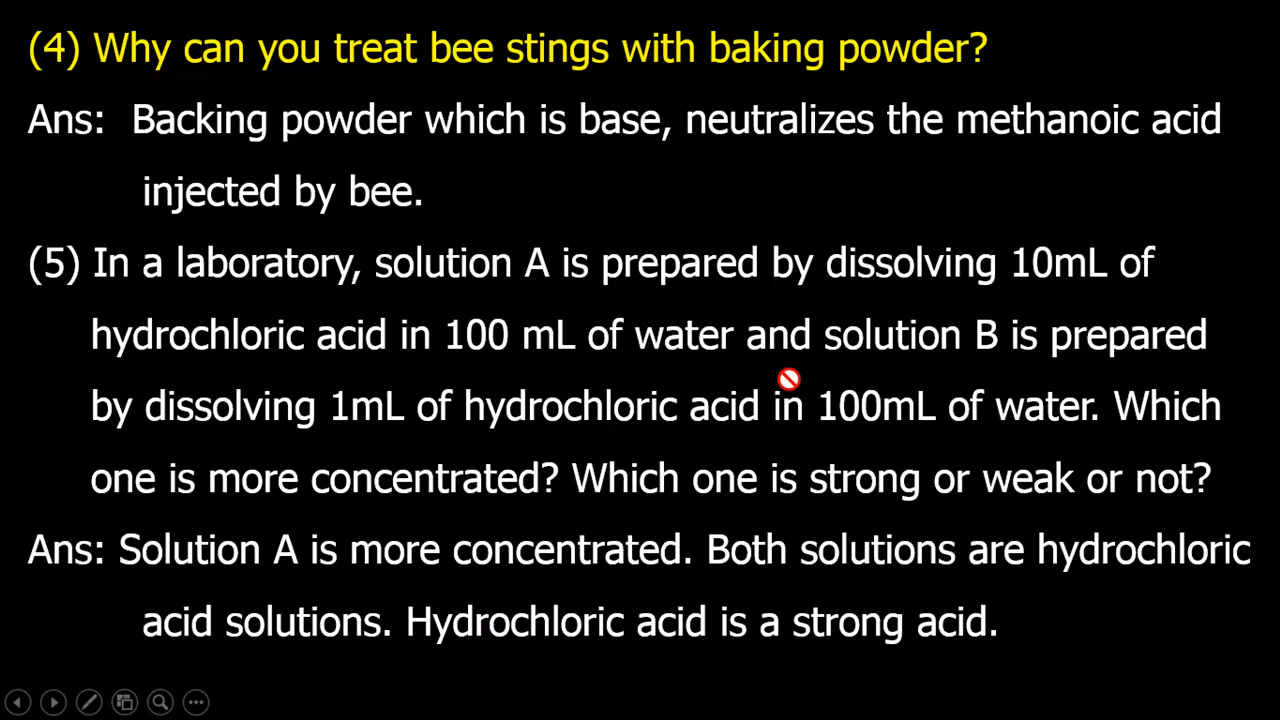 (4) Why can you treat bee stings with baking powder?
Ans: Backing powder which is base, neutralizes the methanoic acid
injected by bee.
(5) In a laboratory, solution A is prepared by dissolving 10mL of
hydrochloric acid in 100 mL of water and solution B is prepared
by dissolving 1mL of hydrochloric acid in 100mL of water. Which
one is more concentrated? Which one is strong or weak or not?
Ans: Solution A is more concentrated. Both solutions are hydrochloric
acid solutions. Hydrochloric acid is a strong acid.